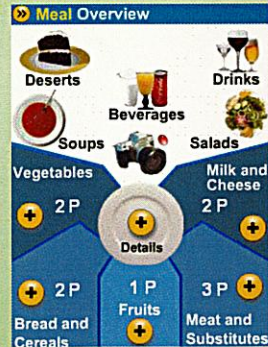 Meal Overview
Deserts
Drinks
Beverages
Soups
Salads
Vegetables
Milk and
Cheese
2 P
2 P
Details
2 P
1 P
3 P
Bread and
Cereals
Fruits
Meat and
Substitutes